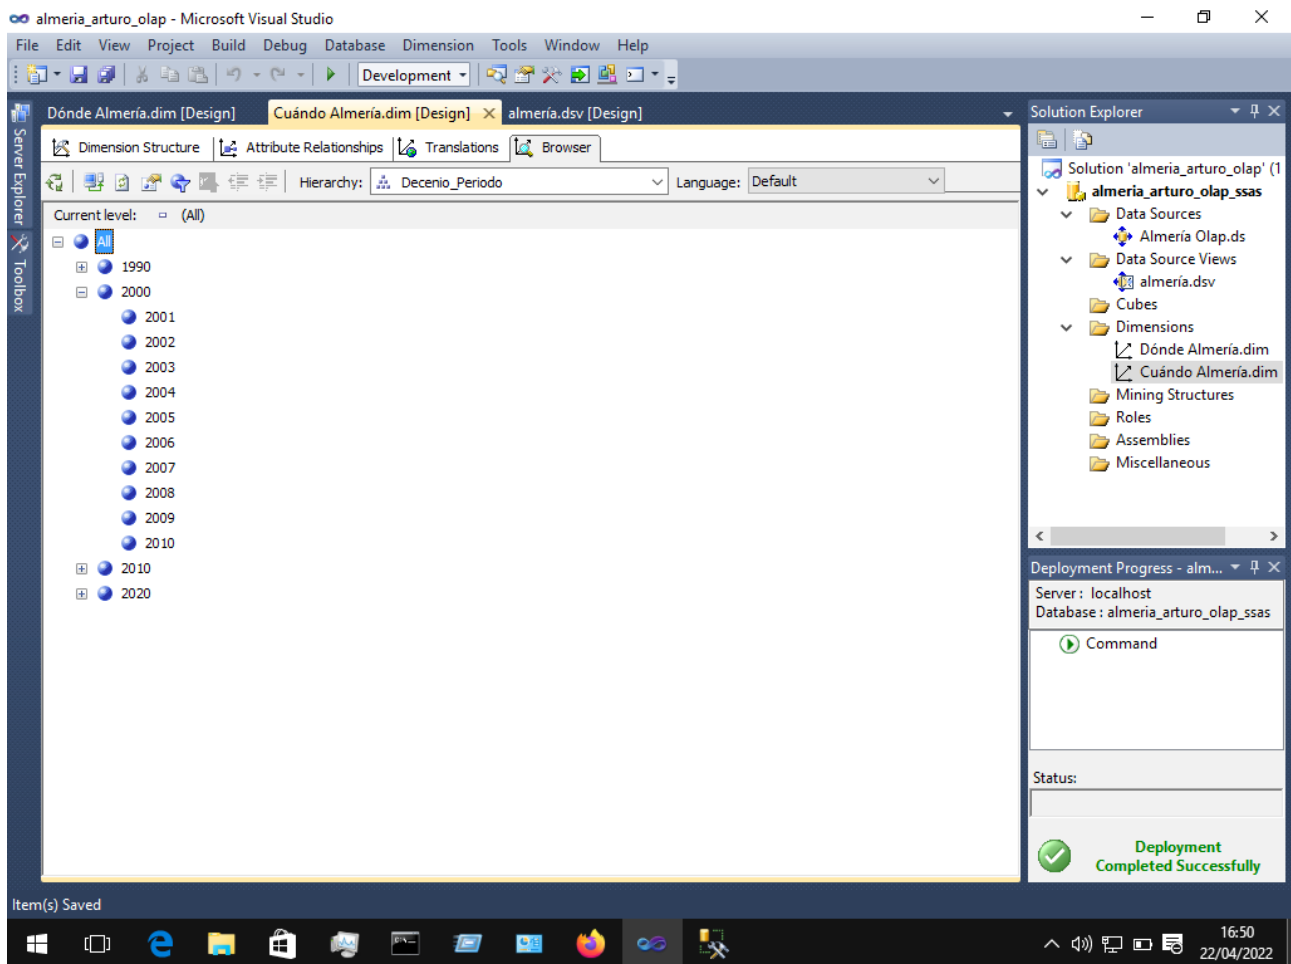 almeria_arturo_olap - Microsoft Visual Studio
File Edit View Project Build Debug Database Dimension Tools Window Help
Development
Server Explorer
Toolbox
Dónde Almería.dim [Design]
Cuándo Almería.dim [Design]
almería.dsv [Design]
Dimension Structure
Attribute Relationships
Translations
Browser
Hierarchy: Decenio_Periodo
Language: Default
Current level: (All)
All
1990
2000
2001
2002
2003
2004
2005
2006
2007
2008
2009
2010
2010
2020
Solution Explorer
Solution 'almeria_arturo_olap' (1
almeria_arturo_olap_ssas
Data Sources
Almería Olap.ds
Data Source Views
almería.dsv
Cubes
Dimensions
Dónde Almería.dim
Cuándo Almería.dim
Mining Structures
Roles
Assemblies
Miscellaneous
Deployment Progress - alm...
Server : localhost
Database : almeria_arturo_olap_ssas
Command
Status:
Deployment
Completed Successfully
Item(s) Saved
16:50
22/04/2022